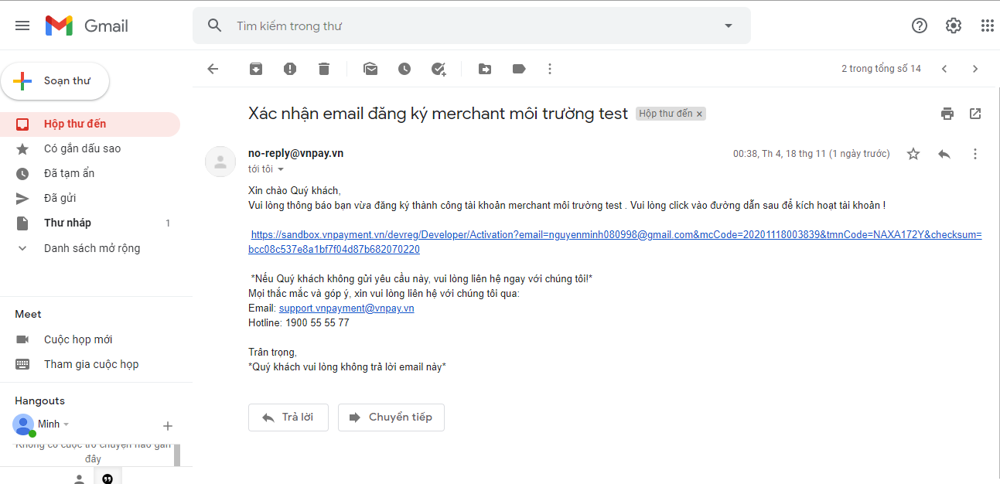 Gmail
Tìm kiếm trong thư
Soạn thư
2 trong tổng số 14
Hộp thư đến
1
Có gắn dấu sao
Đã tạm ẩn
Đã gửi
Thư nháp
Danh sách mở rộng
Meet
Cuộc họp mới
Tham gia cuộc họp
Hangouts
Minh
Không có cuộc trò chuyện nào gần
đây
Xác nhận email đăng ký merchant môi trường test
Hộp thư đến ×
no-reply@vnpay.vn
00:38, Th 4, 18 thg 11 (1 ngày trước)
tới tôi
Xin chào Quý khách,
Vui lòng thông báo bạn vừa đăng ký thành công tài khoản merchant môi trường test . Vui lòng click vào đường dẫn sau để kích hoạt tài khoản !
https://sandbox.vnpayment.vn/devreg/Developer/Activation?email=nguyenminh080998@gmail.com&mcCode=20201118003839&tmnCode=NAXA172Y&checksum=
bcc08c537e8a1bf7f04d87b682070220
*Nếu Quý khách không gửi yêu cầu này, vui lòng liên hệ ngay với chúng tôi!*
Mọi thắc mắc và góp ý, xin vui lòng liên hệ với chúng tôi qua:
Email: support.vnpayment@vnpay.vn
Hotline: 1900 55 55 77
Trân trọng,
*Quý khách vui lòng không trả lời email này*
Trả lời
Chuyển tiếp